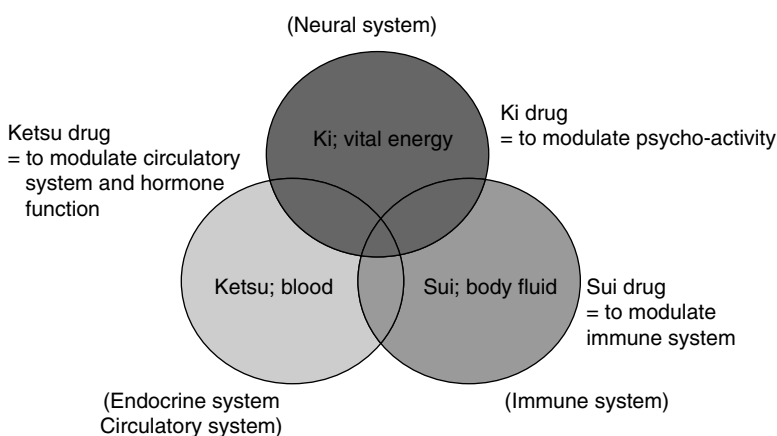 (Neural system)
Ki drug
= to modulate psycho-activity
Ketsu drug
= to modulate circulatory
system and hormone
function
Ki; vital energy
Ketsu; blood
Sui; body fluid
Sui drug
= to modulate
immune system
(Endocrine system
Circulatory system)
(Immune system)